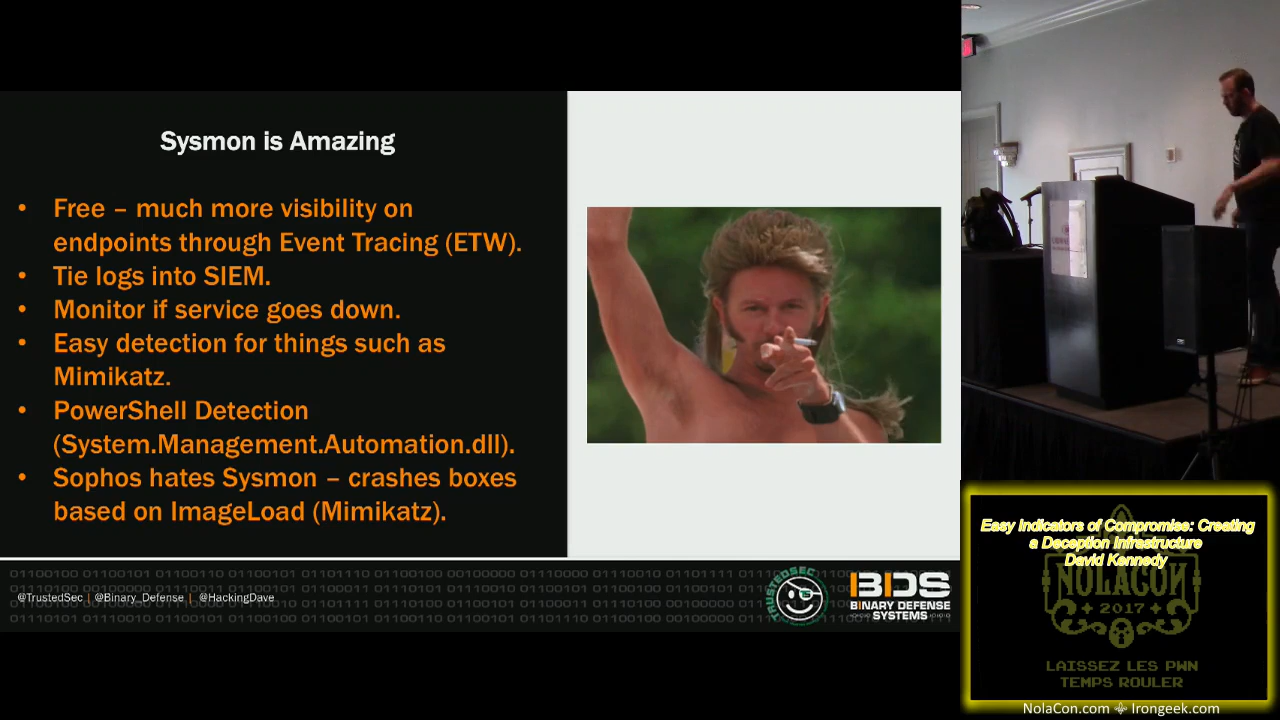 Sysmon is Amazing
• Free – much more visibility on
endpoints through Event Tracing (ETW).
• Tie logs into SIEM.
• Monitor if service goes down.
• Easy detection for things such as
Mimikatz.
• PowerShell Detection
(System.Management.Automation.dll).
• Sophos hates Sysmon – crashes boxes
based on ImageLoad (Mimikatz).
@TrustedSec | @Binary_Defense | @HackingDave
TRUSTEDSEC
BDS
BINARY DEFENSE
SYSTEMS
Easy Indicators of Compromise: Creating
a Deception Infrastructure
David Kennedy
NOLACON
2017
LAISSEZ LES PWN
TEMPS ROULER
NolaCon.com Irongeek.com